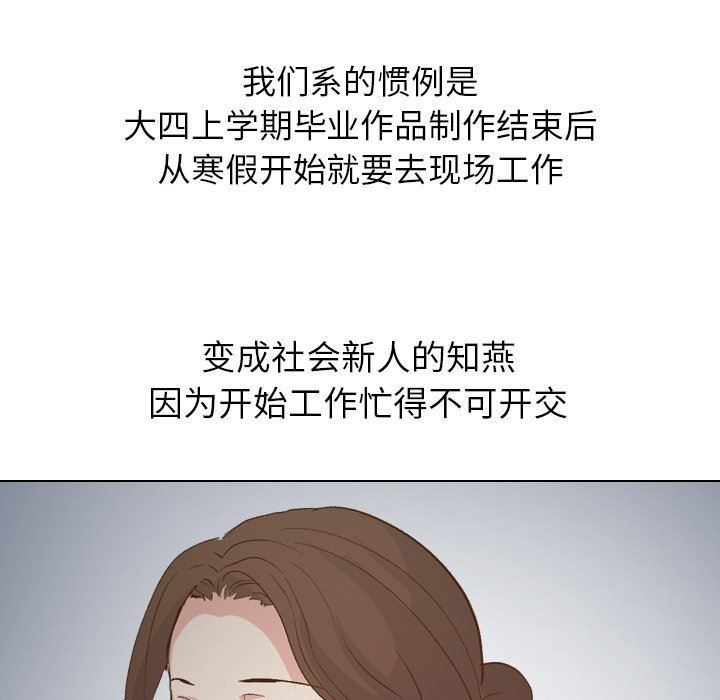 我们系的惯例是
大四上学期毕业作品制作结束后
从寒假开始就要去现场工作
变成社会新人的知燕
因为开始工作忙得不可开交